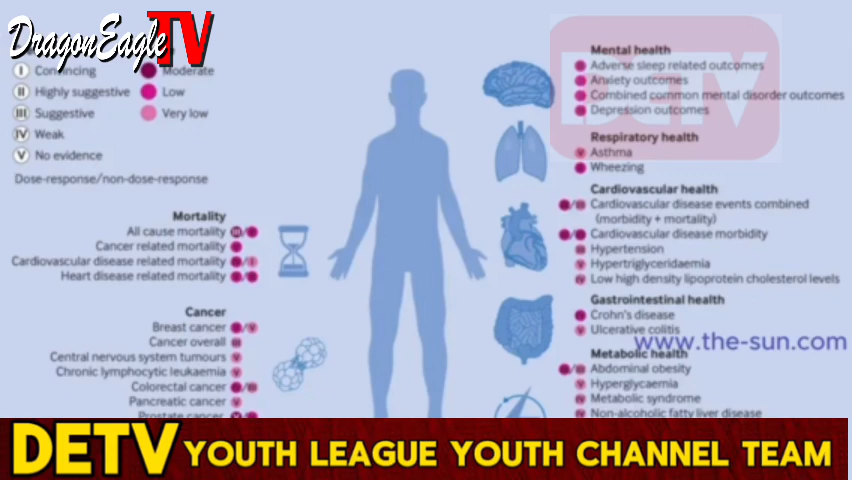 DragonEagle TV
I Convincing
II Highly suggestive
III Suggestive
IV Weak
V No evidence
Moderate
Low
Very low
Dose-response/non-dose-response
Mortality
All cause mortality
Cancer related mortality
Cardiovascular disease related mortality
Heart disease related mortality
Cancer
Breast cancer
Cancer overall
Central nervous system tumours
Chronic lymphocytic leukaemia
Colorectal cancer
Pancreatic cancer
Prostate cancer
DETV
Mental health
Adverse sleep related outcomes
Anxiety outcomes
Combined common mental disorder outcomes
Depression outcomes
Respiratory health
Asthma
Wheezing
Cardiovascular health
Cardiovascular disease events combined
(morbidity + mortality)
Cardiovascular disease morbidity
Hypertension
Hypertriglyceridaemia
Low high density lipoprotein cholesterol levels
Gastrointestinal health
Crohn's disease
Ulcerative colitis
www.the-sun.com
Metabolic health
Abdominal obesity
Hyperglycaemia
Metabolic syndrome
Non-alcoholic fatty liver disease
DETV YOUTH LEAGUE YOUTH CHANNEL TEAM